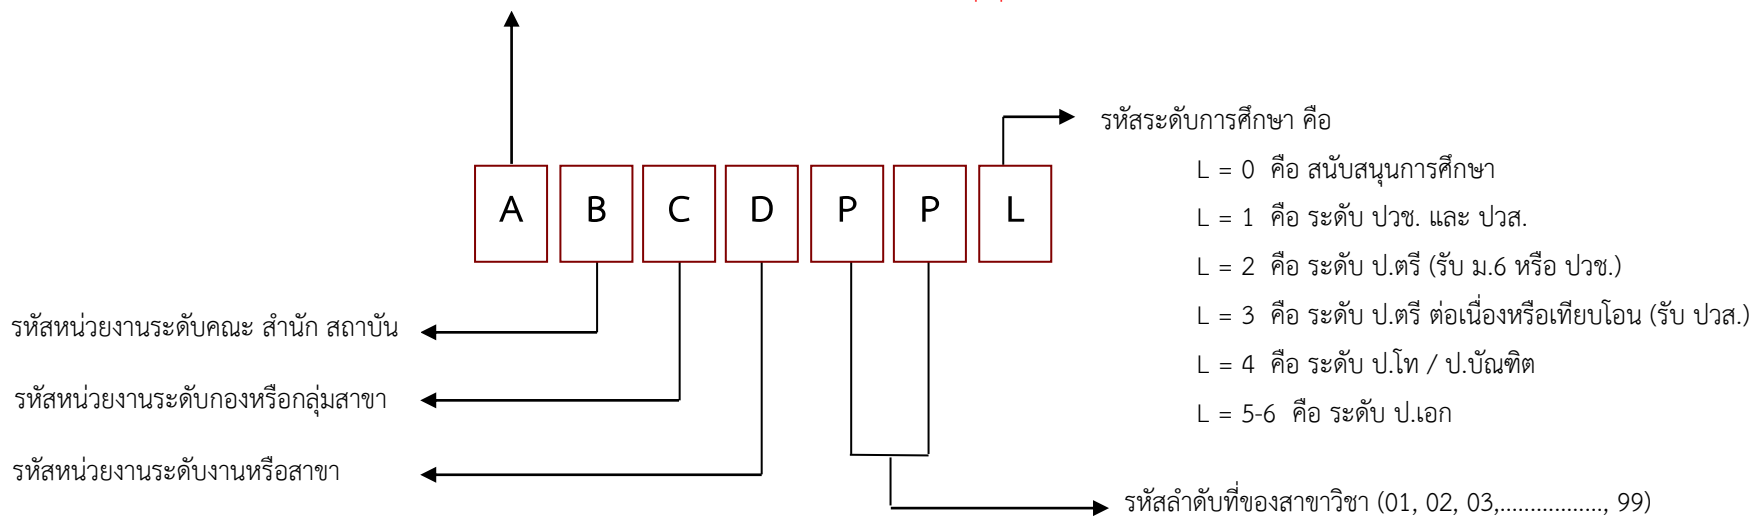 รหัสระดับการศึกษา คือ
L = 0 คือ สนับสนุนการศึกษา
A B C D P P L
L = 1 คือ ระดับ ปวช. และ ปวส.
L = 2 คือ ระดับ ป.ตรี (รับ ม.6 หรือ ปวช.)
รหัสหน่วยงานระดับคณะ สำนัก สถาบัน
L = 3 คือ ระดับ ป.ตรี ต่อเนื่องหรือเทียบโอน (รับ ปวส.)
L = 4 คือ ระดับ ป.โท / ป.บัณฑิต
รหัสหน่วยงานระดับกองหรือกลุ่มสาขา
L = 5-6 คือ ระดับ ป.เอก
รหัสหน่วยงานระดับงานหรือสาขา
รหัสลำดับที่ของสาขาวิชา (01, 02, 03,................., 99)